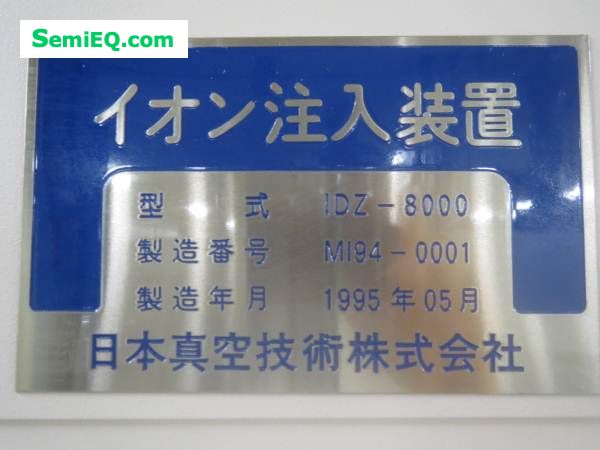 SemiEQ.com
イオン注入装置
型式 IDZ-8000
製造番号 MI94-0001
製造年月 1995年05月
日本真空技術株式会社